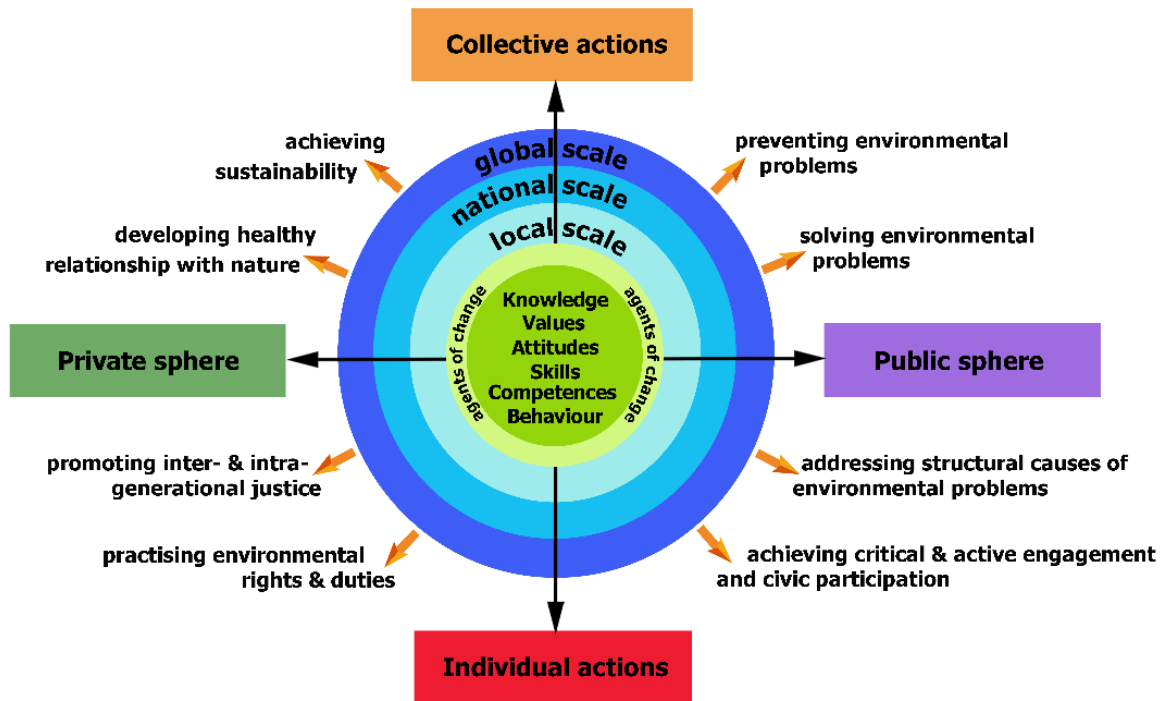 Collective actions
achieving
sustainability
preventing environmental
problems
global scale
national scale
local scale
developing healthy
relationship with nature
solving environmental
problems
Private sphere
agents of change
Knowledge
Values
Attitudes
Skills
Competences
Behaviour
agents of change
Public sphere
promoting inter- & intra-
generational justice
addressing structural causes of
environmental problems
practising environmental
rights & duties
achieving critical & active engagement
and civic participation
Individual actions